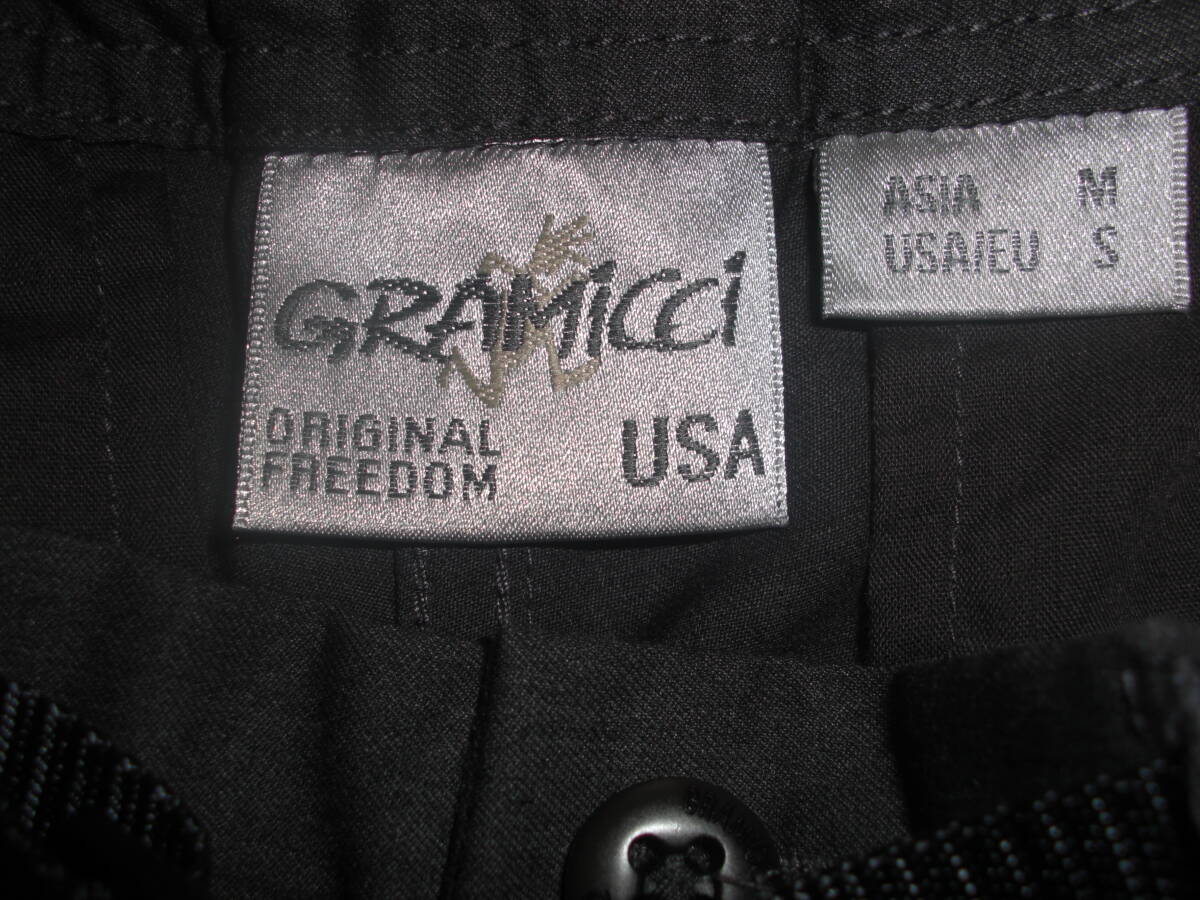 GRAMICCI
ORIGINAL
FREEDOM
USA
ASIA M
USA/EU S